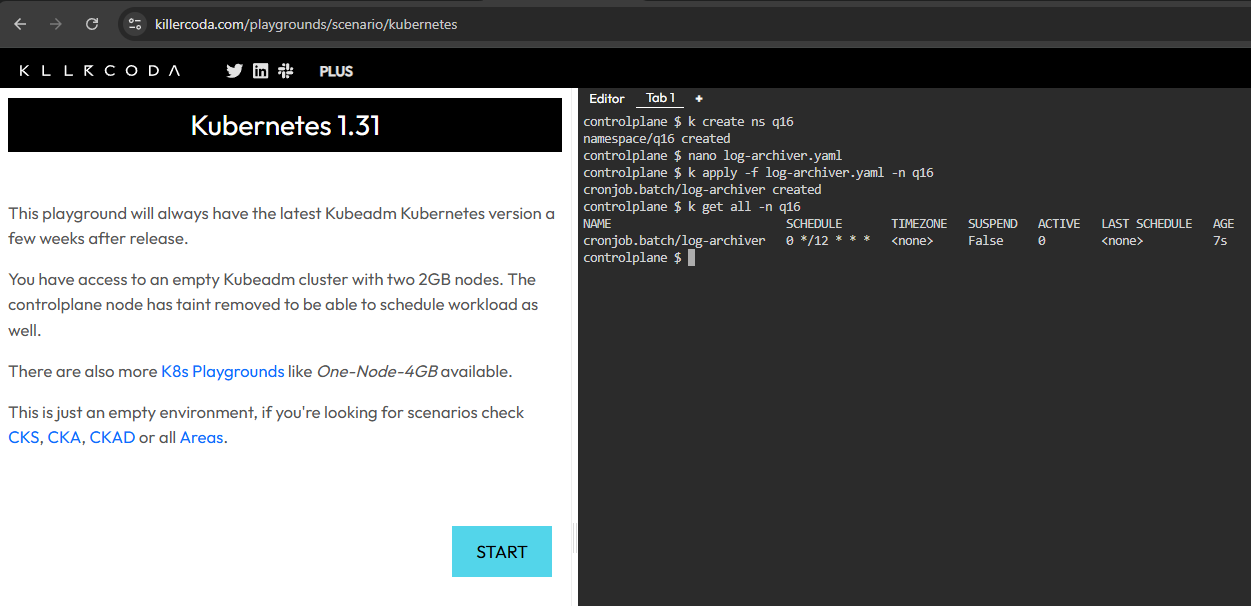 killercoda.com/playgrounds/scenario/kubernetes
KLLRCODA PLUS
Kubernetes 1.31
This playground will always have the latest Kubeadm Kubernetes version a
few weeks after release.
You have access to an empty Kubeadm cluster with two 2GB nodes. The
controlplane node has taint removed to be able to schedule workload as
well.
There are also more K8s Playgrounds like One-Node-4GB available.
This is just an empty environment, if you're looking for scenarios check
CKS, CKA, CKAD or all Areas.
START
Editor Tab 1 +
controlplane $ k create ns q16
namespace/q16 created
controlplane $ nano log-archiver.yaml
controlplane $ k apply -f log-archiver.yaml -n q16
cronjob.batch/log-archiver created
controlplane $ k get all -n q16
NAME SCHEDULE TIMEZONE SUSPEND ACTIVE LAST SCHEDULE AGE
cronjob.batch/log-archiver 0 */12 * * * <none> False 0 <none> 7s
controlplane $